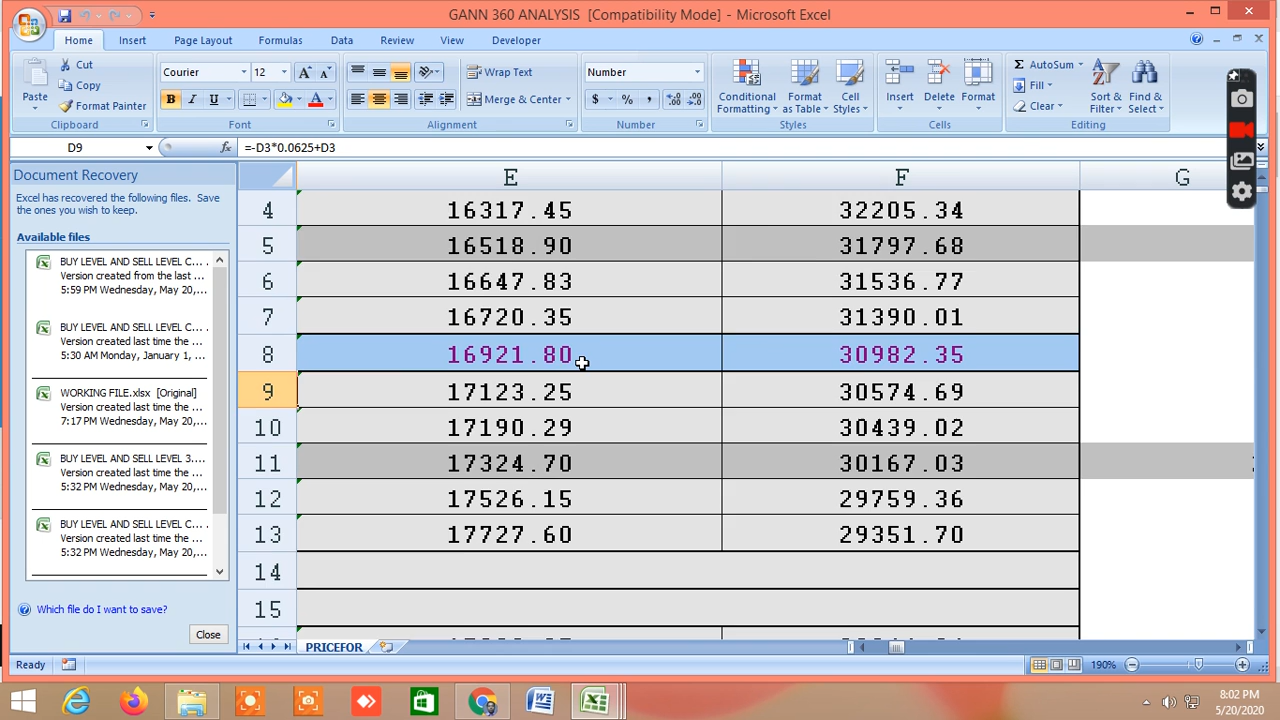 GANN 360 ANALYSIS [Compatibility Mode] - Microsoft Excel
Home Insert Page Layout Formulas Data Review View Developer
Paste
Cut
Copy
Format Painter
Clipboard
Courier 12
B I U
Font
Wrap Text
Merge & Center
Alignment
Number
$ % ,
Number
Conditional Formatting
Format as Table
Cell Styles
Styles
Insert Delete Format
Cells
Σ AutoSum
Fill
Clear
Sort & Filter
Find & Select
Editing
D9 fx =-D3*0.0625+D3
Document Recovery
Excel has recovered the following files. Save
the ones you wish to keep.
Available files
BUY LEVEL AND SELL LEVEL C...
Version created from the last ...
5:59 PM Wednesday, May 20,...
BUY LEVEL AND SELL LEVEL C...
Version created last time the ...
5:30 AM Monday, January 1, ...
WORKING FILE.xlsx [Original]
Version created last time the ...
7:17 PM Wednesday, May 20,...
BUY LEVEL AND SELL LEVEL 3....
Version created last time the ...
5:32 PM Wednesday, May 20,...
BUY LEVEL AND SELL LEVEL C...
Version created last time the ...
5:32 PM Wednesday, May 20,...
Which file do I want to save?
Close
E F G
4 16317.45 32205.34
5 16518.90 31797.68
6 16647.83 31536.77
7 16720.35 31390.01
8 16921.80 30982.35
9 17123.25 30574.69
10 17190.29 30439.02
11 17324.70 30167.03
12 17526.15 29759.36
13 17727.60 29351.70
14
15
PRICEFOR
Ready
190%
8:02 PM
5/20/2020